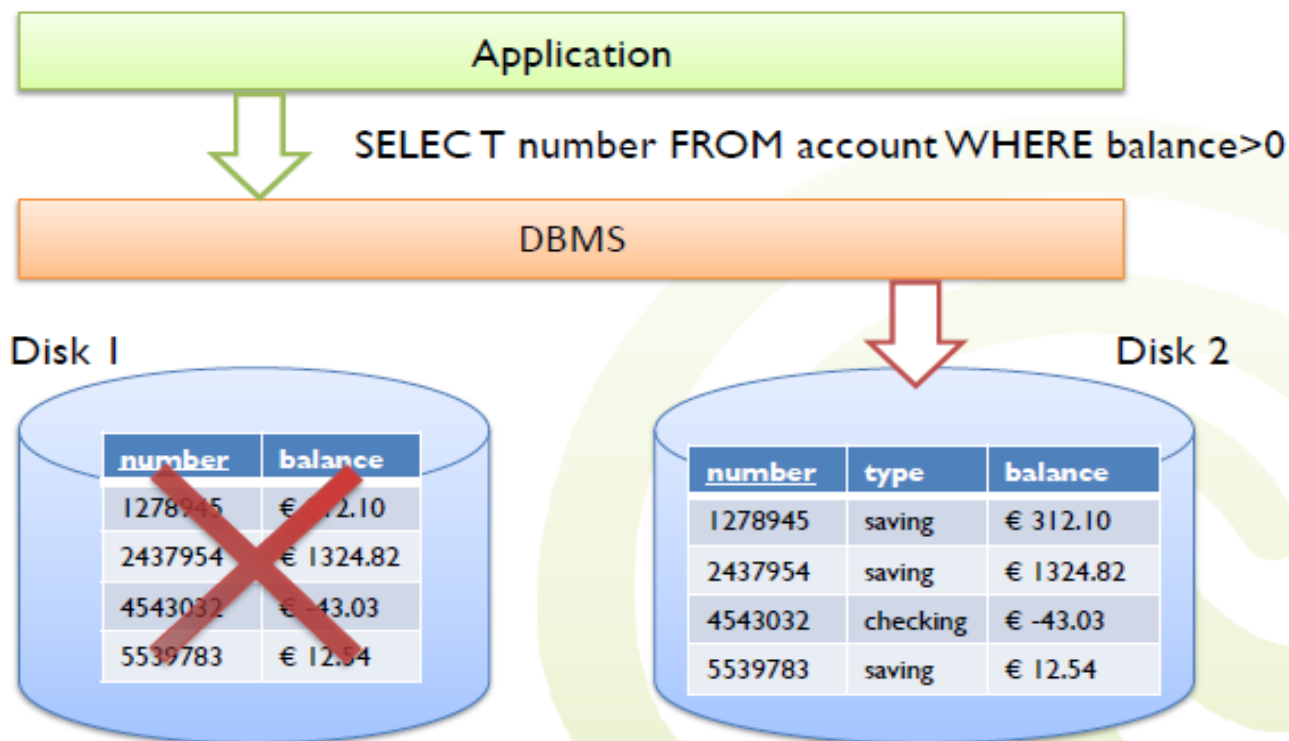 Application
SELECT number FROM account WHERE balance>0
DBMS
Disk 1
Disk 2
number balance
1278945 € 12.10
2437954 € 1324.82
4543032 € -43.03
5539783 € 12.54
number type balance
1278945 saving € 312.10
2437954 saving € 1324.82
4543032 checking € -43.03
5539783 saving € 12.54